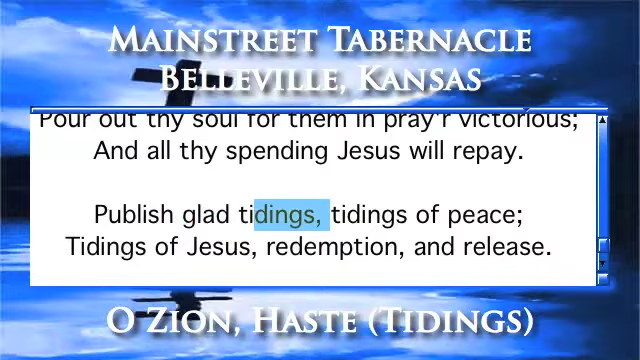 Mainstreet Tabernacle
Belleville, Kansas
Pour out thy soul for them in pray'r victorious;
And all thy spending Jesus will repay.
Publish glad tidings, tidings of peace;
Tidings of Jesus, redemption, and release.
O Zion, Haste (Tidings)